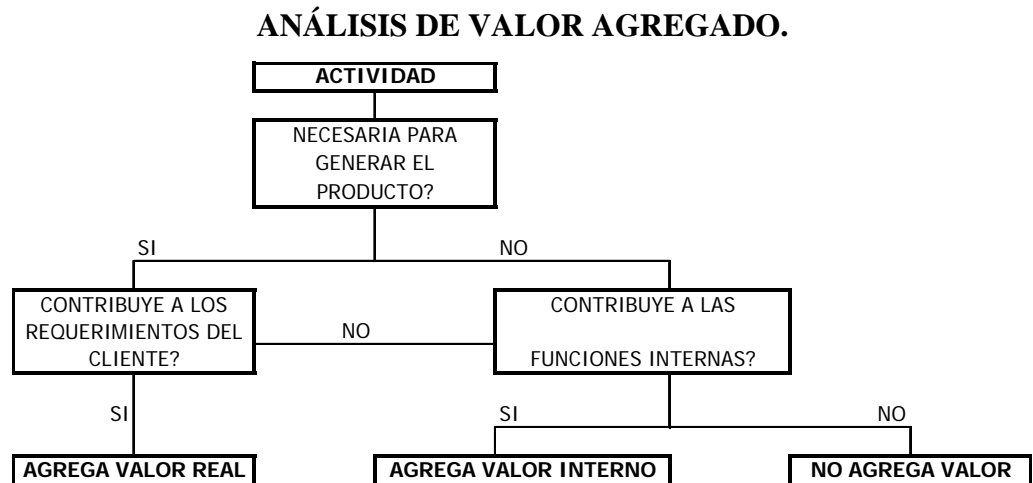 ANÁLISIS DE VALOR AGREGADO.
ACTIVIDAD
NECESARIA PARA
GENERAR EL
PRODUCTO?
SI
NO
CONTRIBUYE A LOS
REQUERIMIENTOS DEL
CLIENTE?
NO
CONTRIBUYE A LAS
FUNCIONES INTERNAS?
SI
SI
NO
AGREGA VALOR REAL
AGREGA VALOR INTERNO
NO AGREGA VALOR